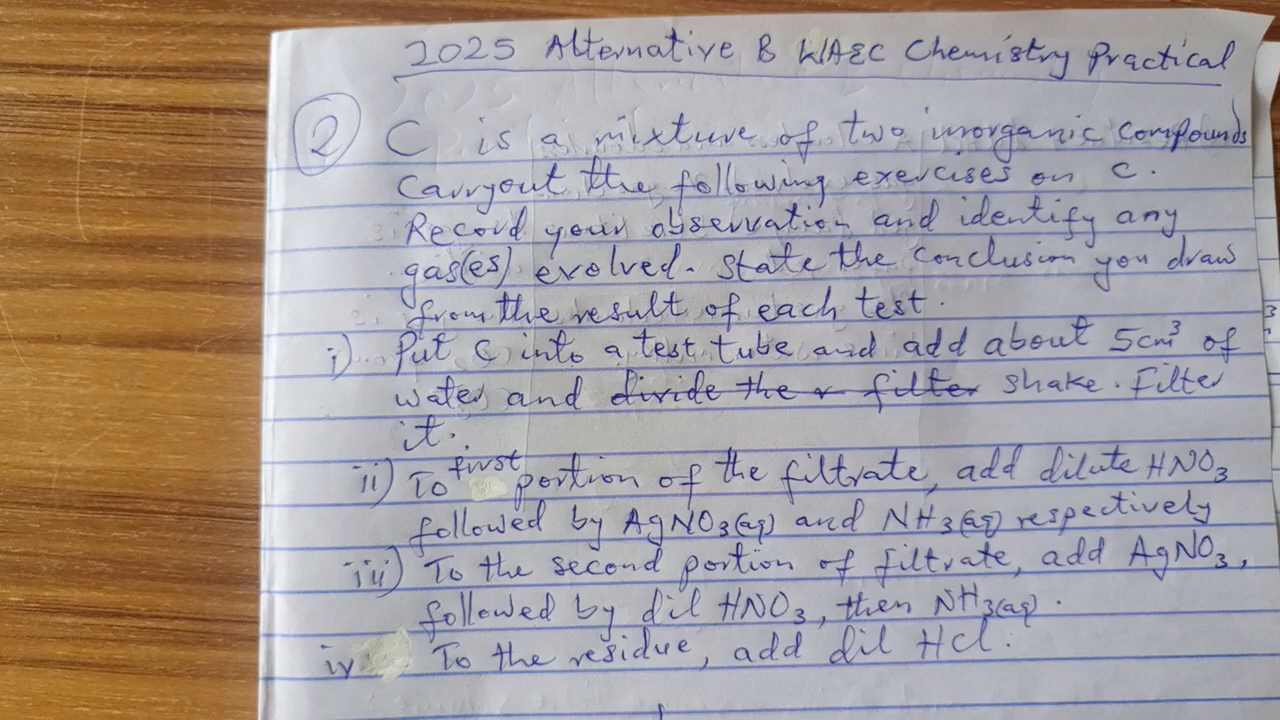 2025 Alternative B WAEC Chemistry Practical
2 C is a mixture of two inorganic compounds
Carryout the following exercises on C.
Record your observation and identify any
gas(es) evolved. State the conclusion you draw
from the result of each test.
i) Put C into a test tube and add about 5cm³ of
water and divide the & filter shake. Filter
it.
ii) To first portion of the filtrate, add dilute HNO₃
followed by AgNO₃(aq) and NH₃(aq) respectively
iii) To the second portion of filtrate, add AgNO₃,
followed by dil HNO₃, then NH₃(aq).
iv To the residue, add dil HCl.